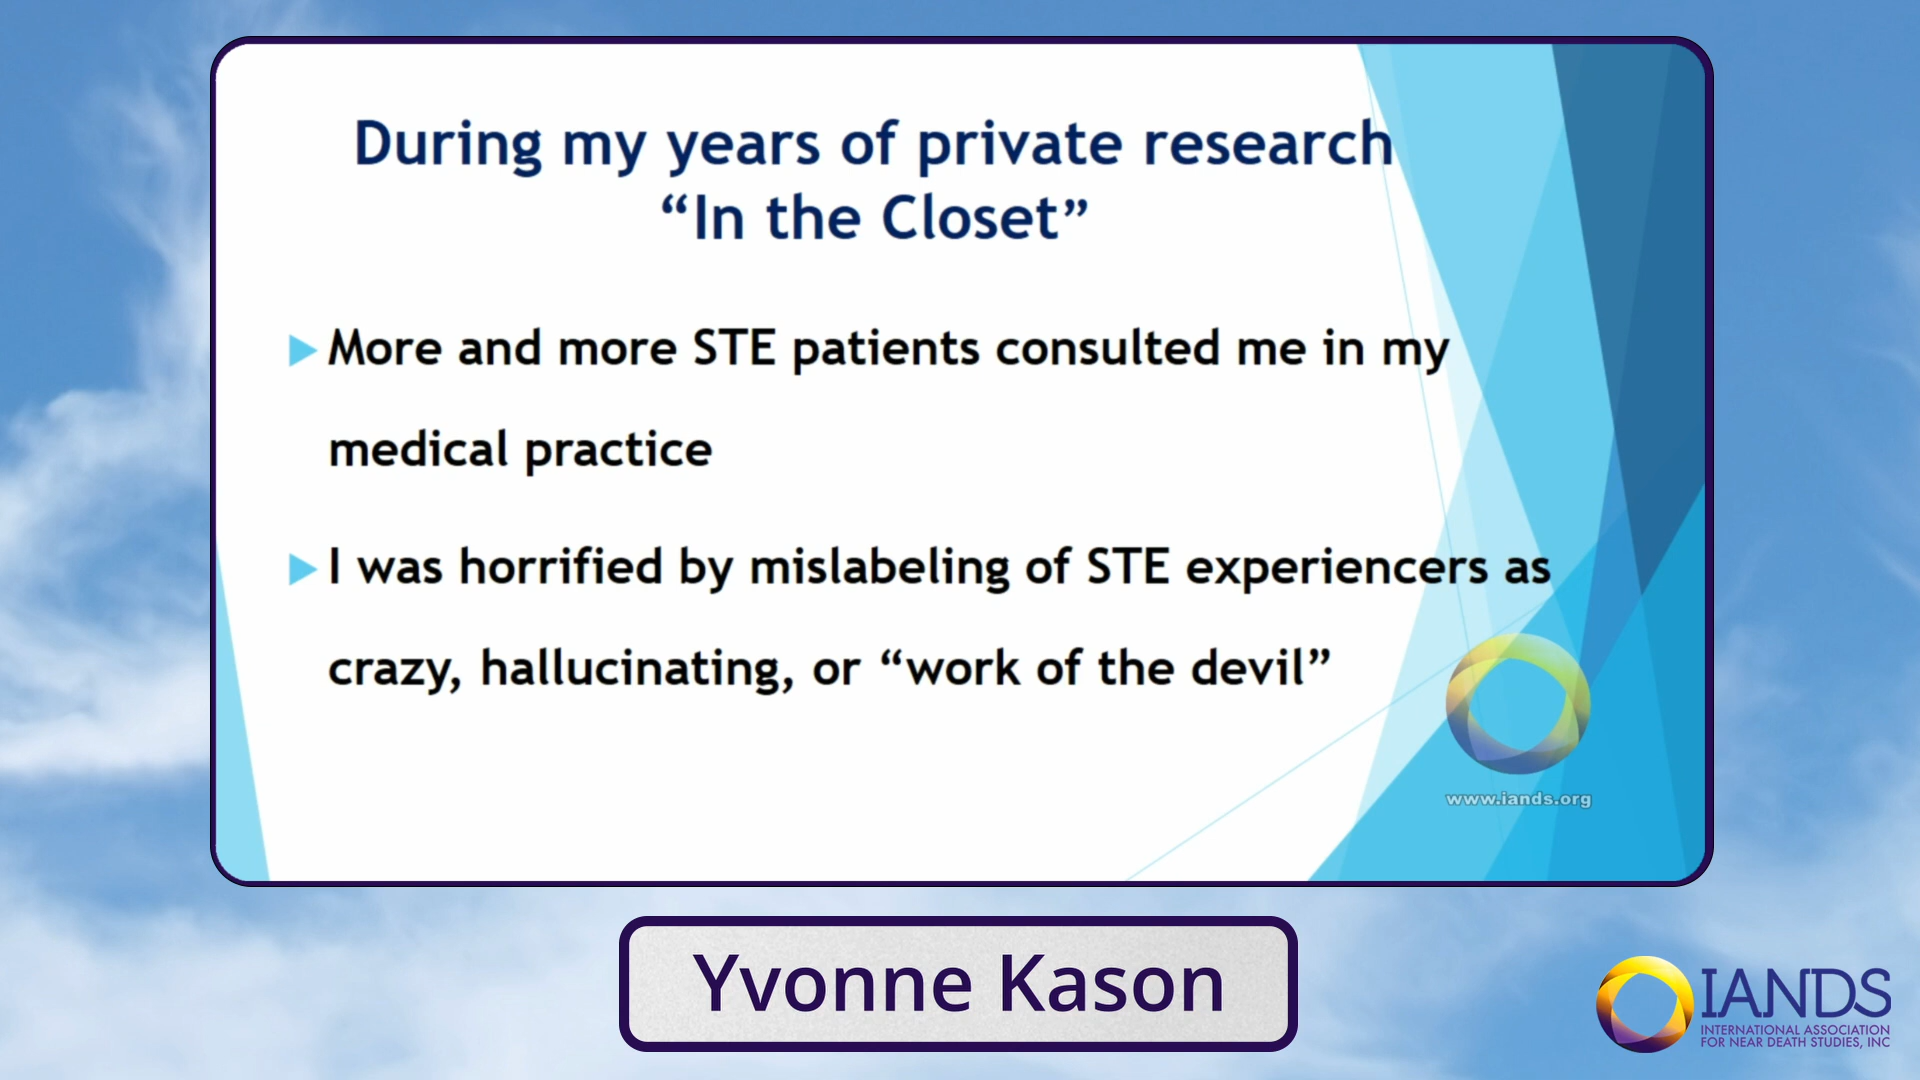 During my years of private research
“In the Closet”
More and more STE patients consulted me in my
medical practice
I was horrified by mislabeling of STE experiencers as
crazy, hallucinating, or “work of the devil”
www.iands.org
Yvonne Kason
IANDS
INTERNATIONAL ASSOCIATION
FOR NEAR DEATH STUDIES, INC